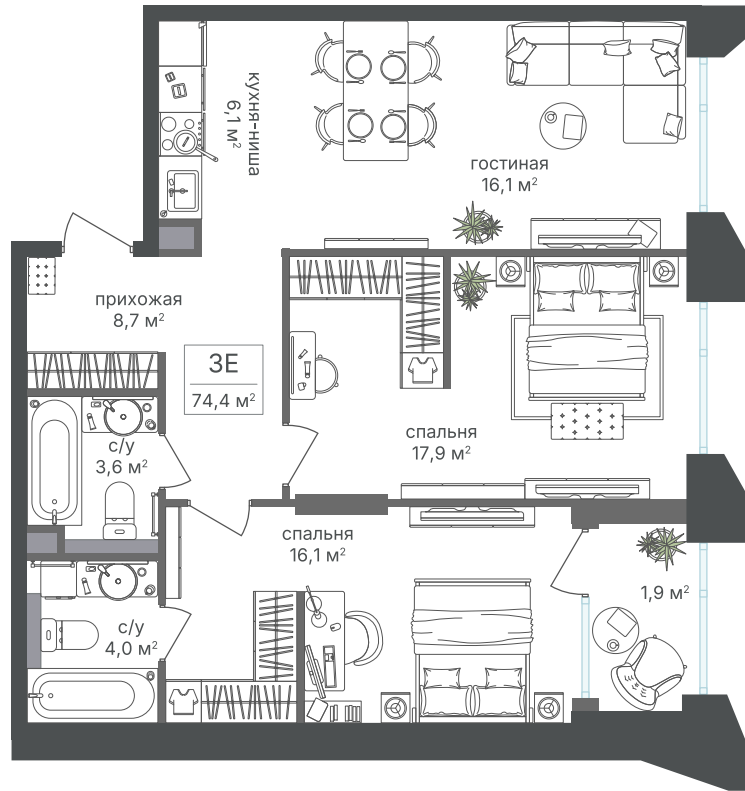 кухня-ниша
6,1 м²
гостиная
16,1 м²
прихожая
8,7 м²
3Е
74,4 м²
спальня
17,9 м²
с/у
3,6 м²
спальня
16,1 м²
1,9 м²
с/у
4,0 м²